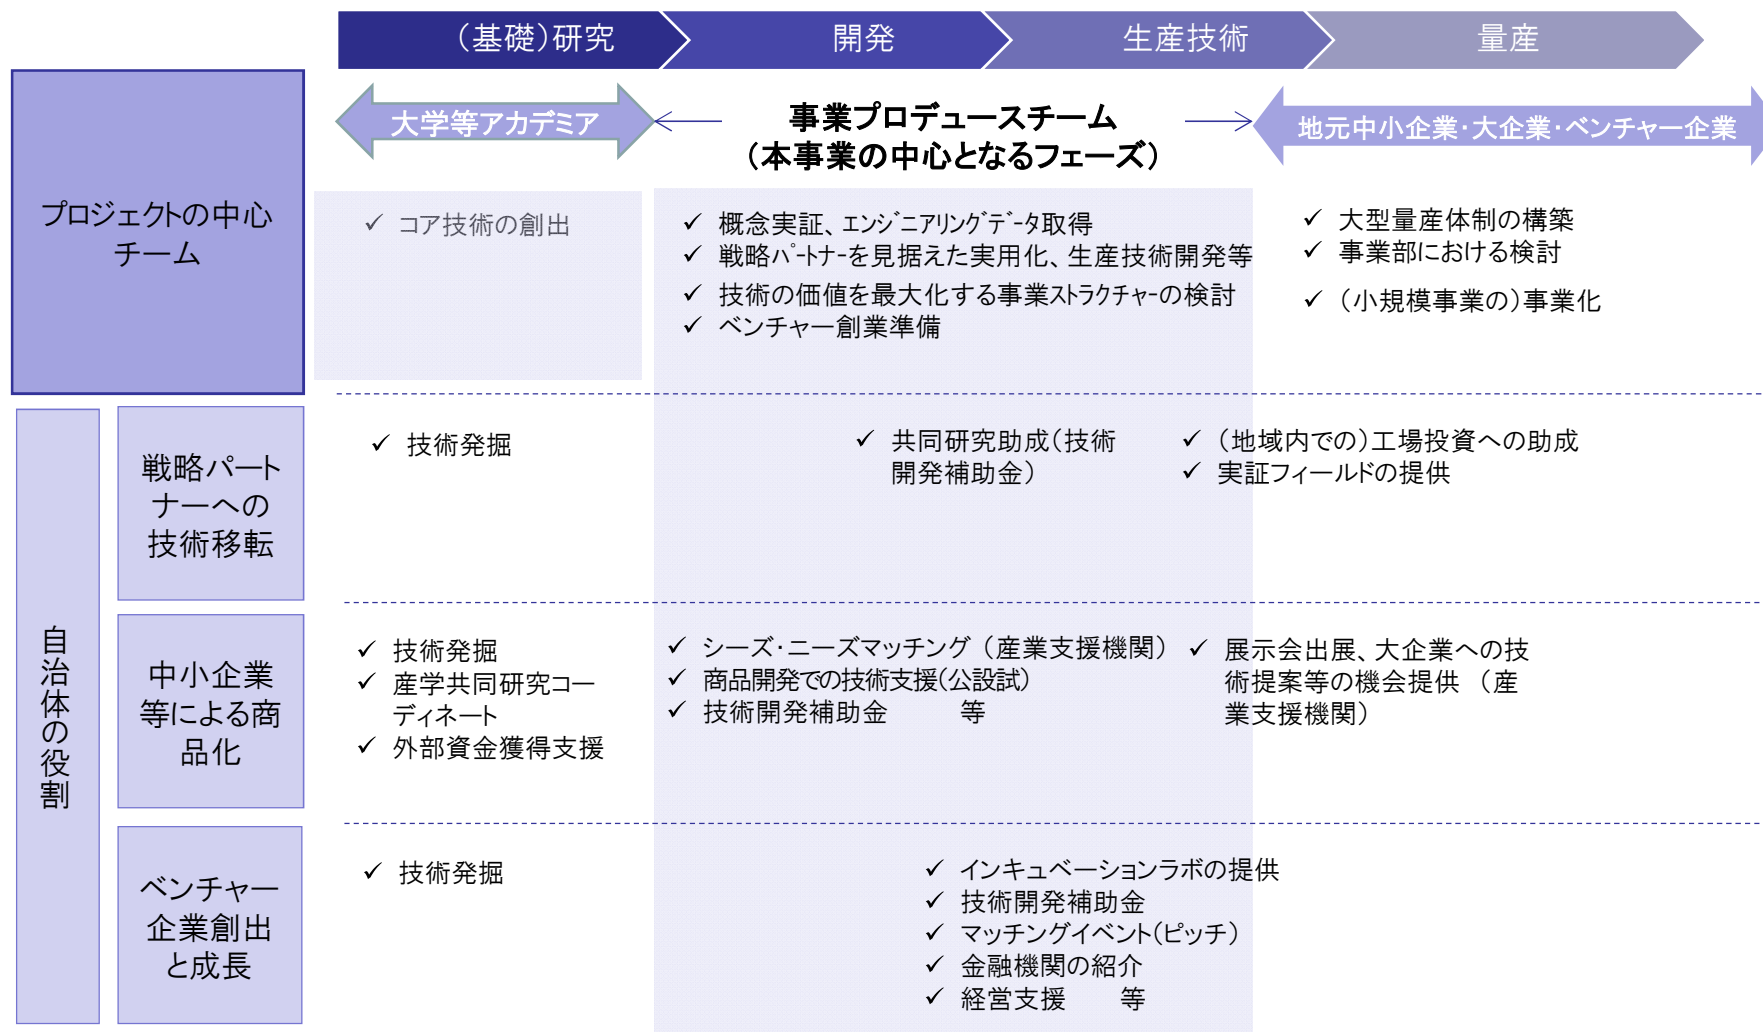 （基礎）研究
開発
生産技術
量産
大学等アカデミア
事業プロデュースチーム
（本事業の中心となるフェーズ）
地元中小企業・大企業・ベンチャー企業
プロジェクトの中心
チーム
✓ コア技術の創出
✓ 概念実証、エンジニアリングデータ取得
✓ 戦略パートナーを見据えた実用化、生産技術開発等
✓ 技術の価値を最大化する事業ストラクチャーの検討
✓ ベンチャー創業準備
✓ 大型量産体制の構築
✓ 事業部における検討
✓ （小規模事業の）事業化
自治体の役割
戦略パート
ナーへの
技術移転
✓ 技術発掘
✓ 共同研究助成（技術
開発補助金）
✓ （地域内での）工場投資への助成
✓ 実証フィールドの提供
中小企業
等による商
品化
✓ 技術発掘
✓ 産学共同研究コー
ディネート
✓ 外部資金獲得支援
✓ シーズ・ニーズマッチング（産業支援機関）
✓ 商品開発での技術支援（公設試）
✓ 技術開発補助金　　等
✓ 展示会出展、大企業への技
術提案等の機会提供 （産
業支援機関）
ベンチャー
企業創出
と成長
✓ 技術発掘
✓ インキュベーションラボの提供
✓ 技術開発補助金
✓ マッチングイベント（ピッチ）
✓ 金融機関の紹介
✓ 経営支援　　等